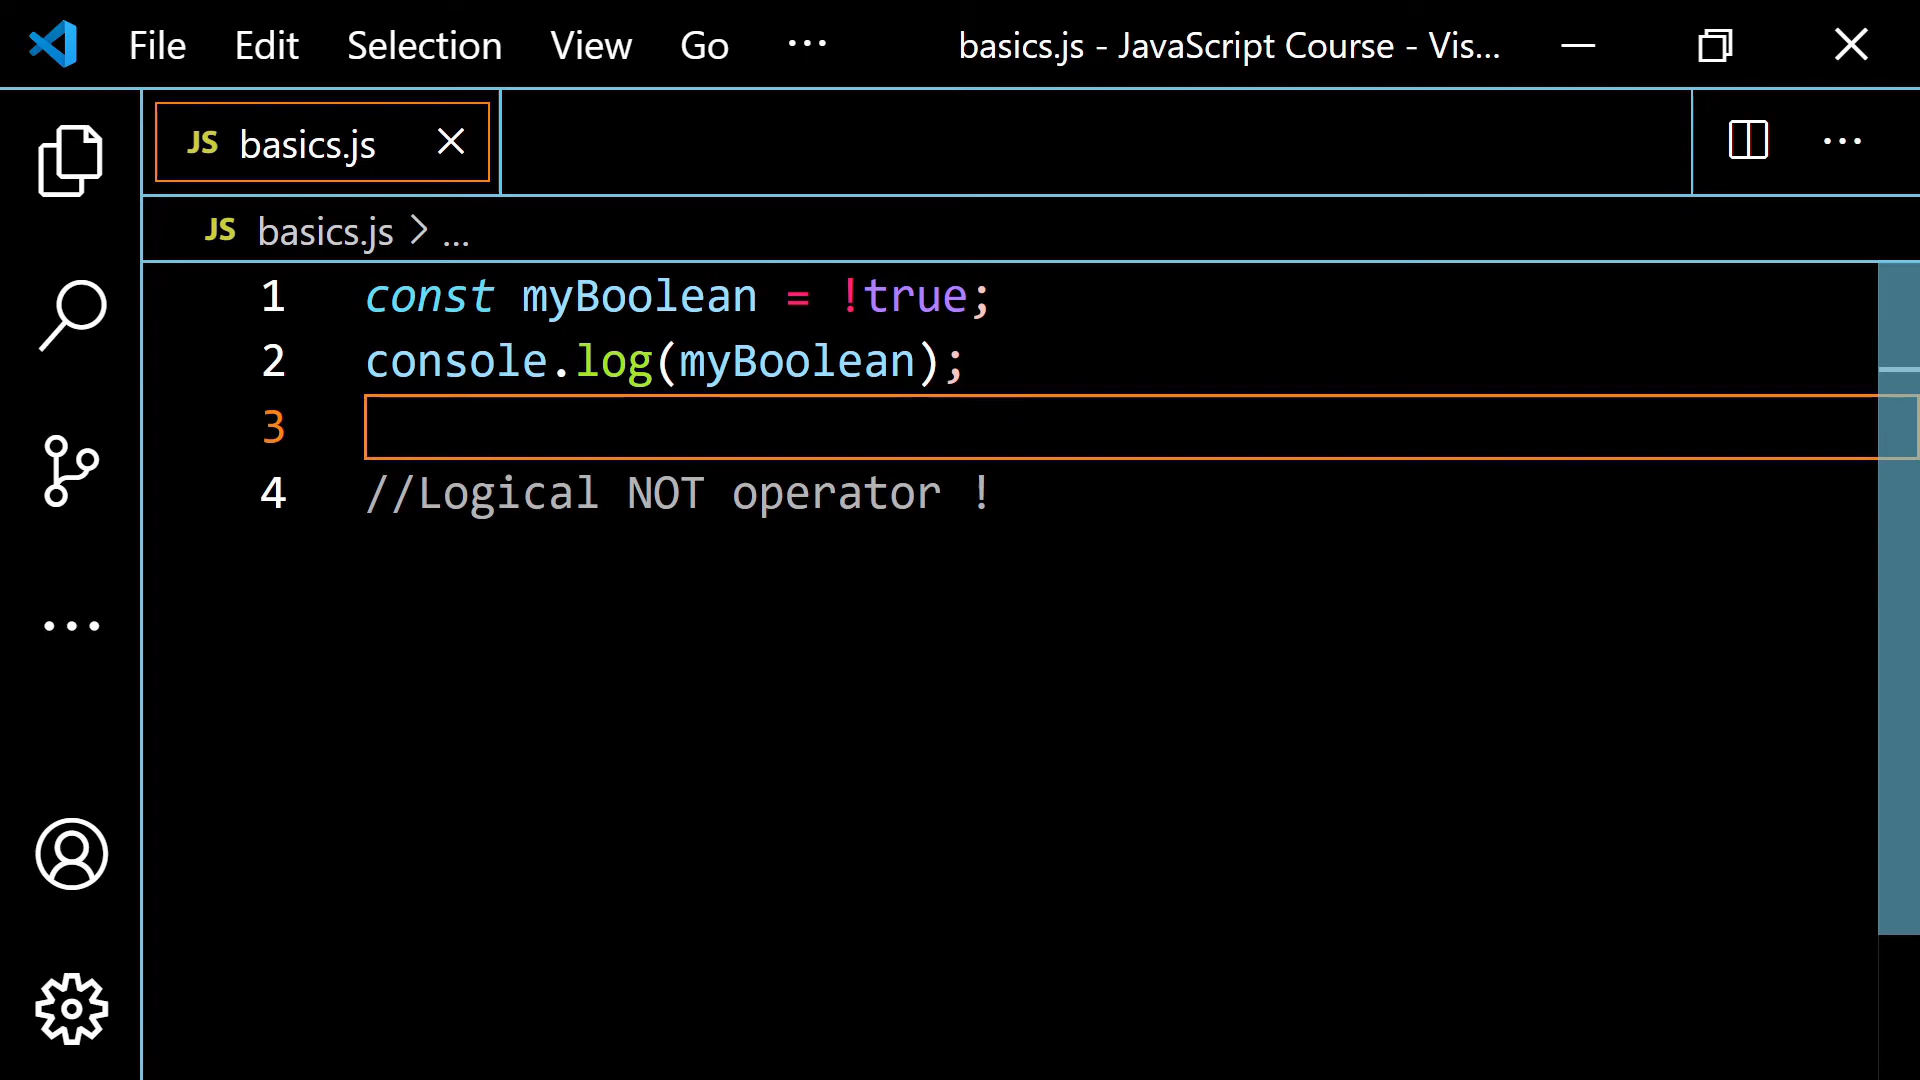 File Edit Selection View Go ··· basics.js - JavaScript Course - Vis...
JS basics.js
JS basics.js > ...
1 const myBoolean = !true;
2 console.log(myBoolean);
3
4 //Logical NOT operator !